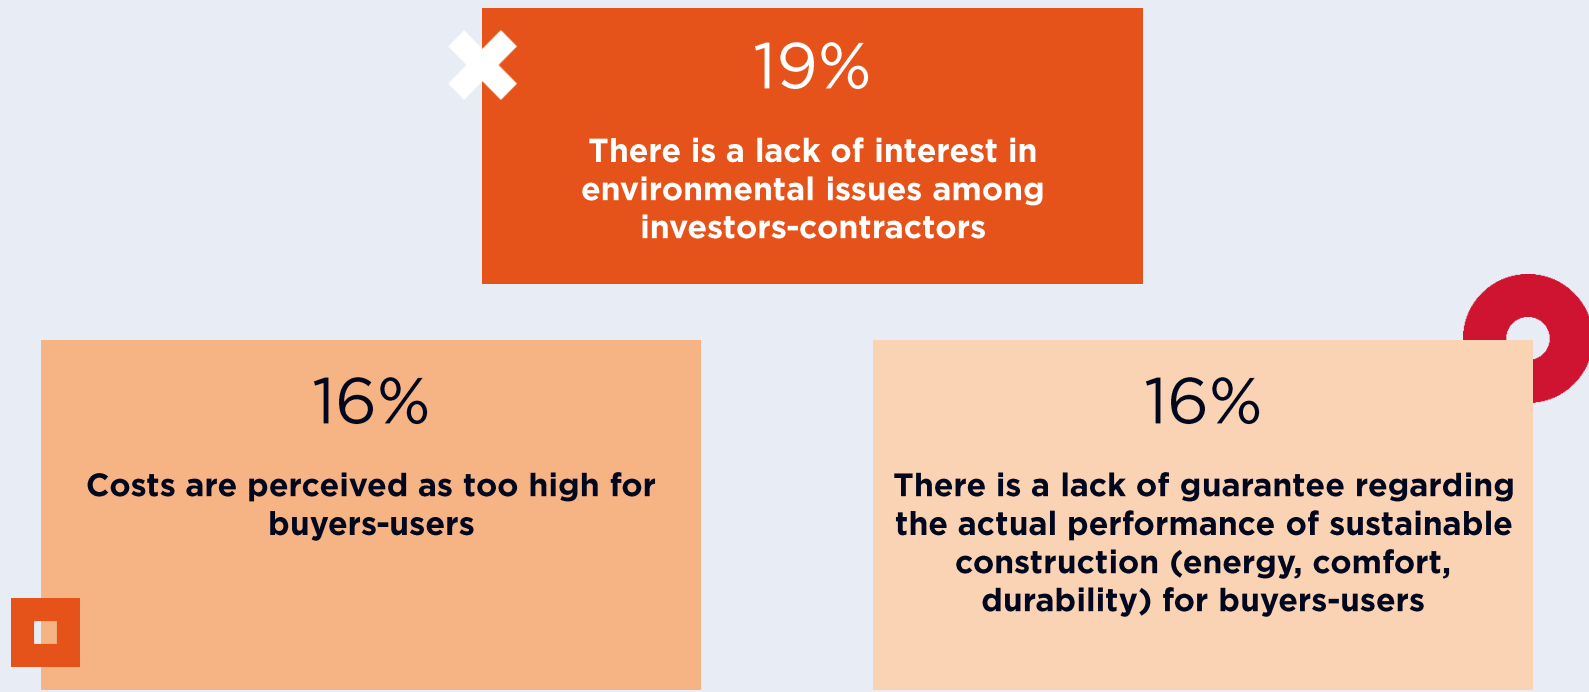 19%
There is a lack of interest in
environmental issues among
investors-contractors
16%
Costs are perceived as too high for
buyers-users
16%
There is a lack of guarantee regarding
the actual performance of sustainable
construction (energy, comfort,
durability) for buyers-users